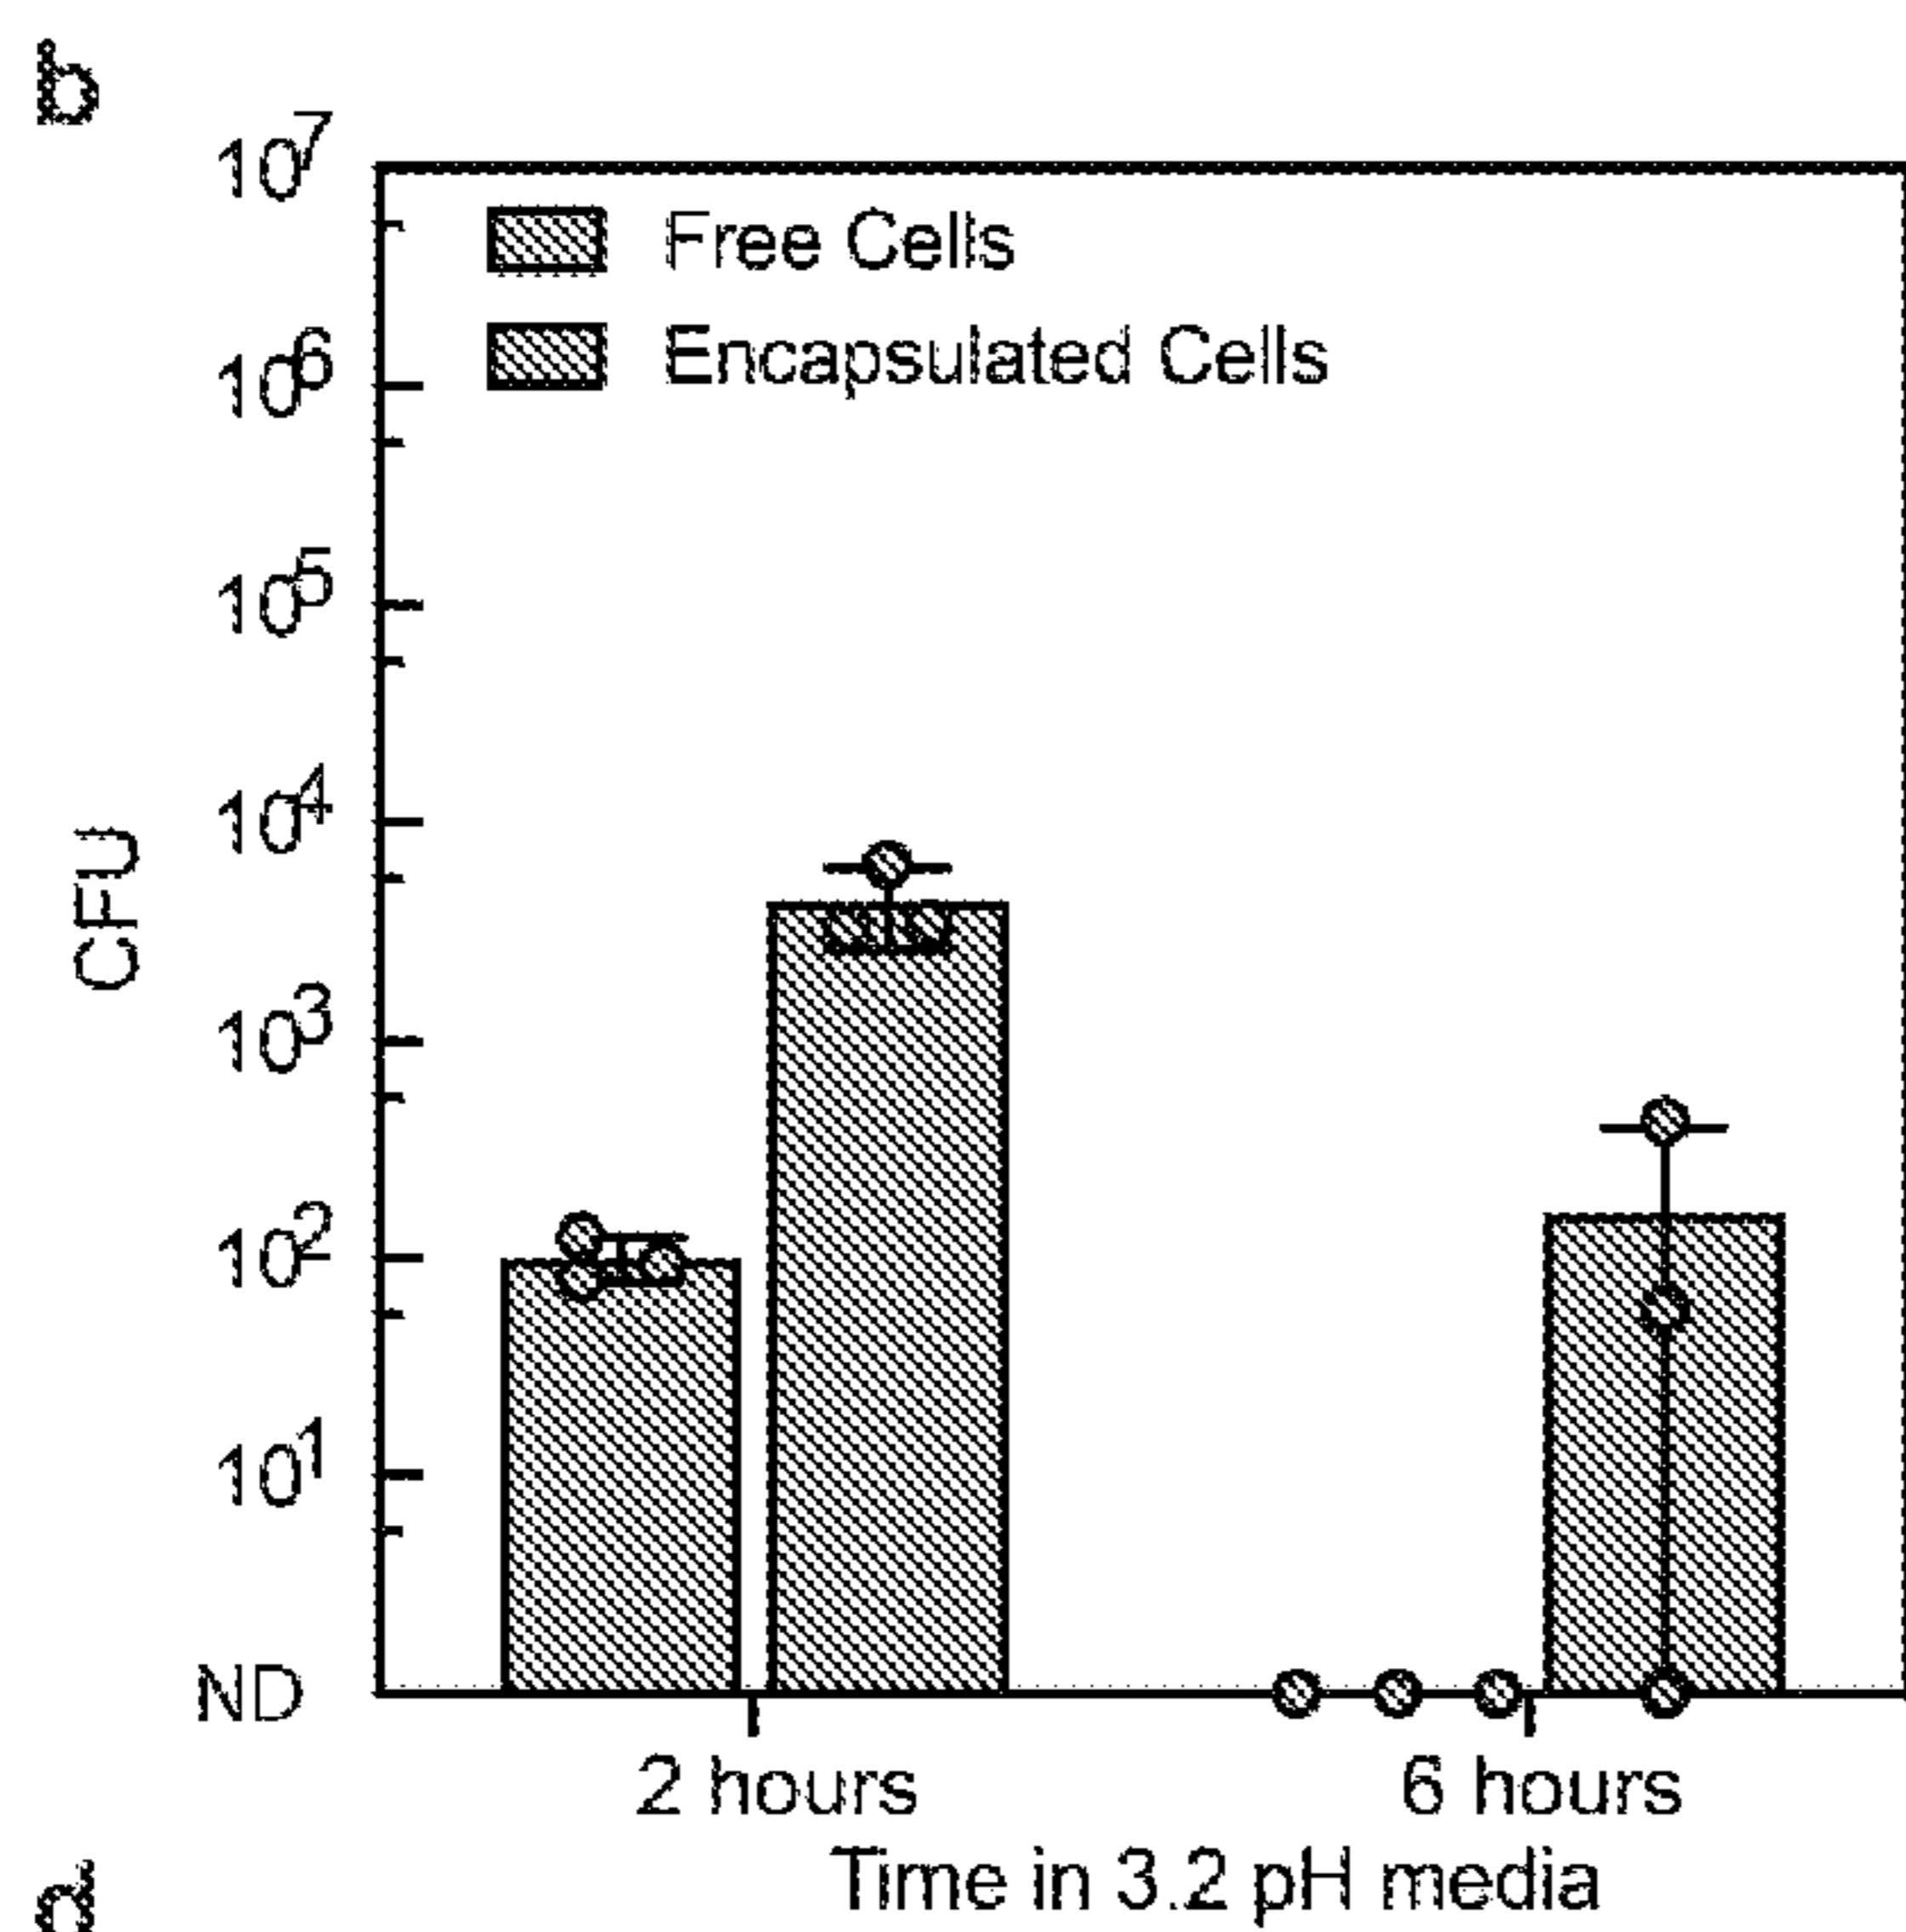 b
10^7
Free Cells
10^6
Encapsulated Cells
10^5
10^4
CFU
10^3
10^2
10^1
ND
2 hours 6 hours
Time in 3.2 pH media
d